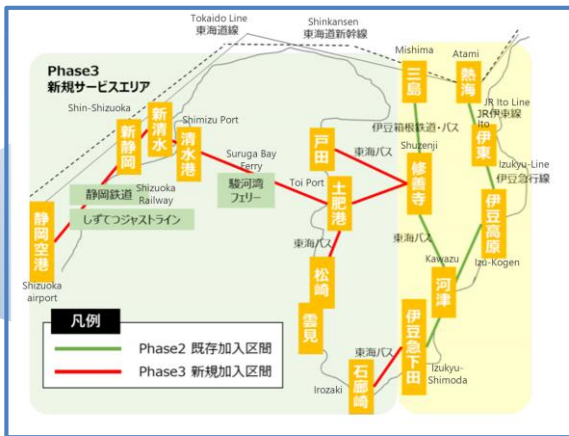 Tokaido Line
東海道線
Shinkansen
東海道新幹線
Phase3
新規サービスエリア
Mishima
三島
Atami
熱海
JR Ito Line
JR伊東線
Ito
伊東
Shin-Shizuoka
新静岡
新清水
Shimizu Port
清水港
戸田
伊豆箱根鉄道・バス
Shuzenji
修善寺
東海バス
Izukyu-Line
伊豆急行線
Suruga Bay
Ferry
駿河湾
フェリー
Toi Port
土肥港
静岡鉄道
Shizuoka
Railway
しずてつジャストライン
静岡空港
Shizuoka
airport
東海バス
松崎
雲見
東海バス
Kawazu
河津
伊豆高原
Izu-Kogen
伊豆急下田
Izukyu-
Shimoda
東海バス
石廊崎
Irozaki
凡例
Phase2 既存加入区間
Phase3 新規加入区間